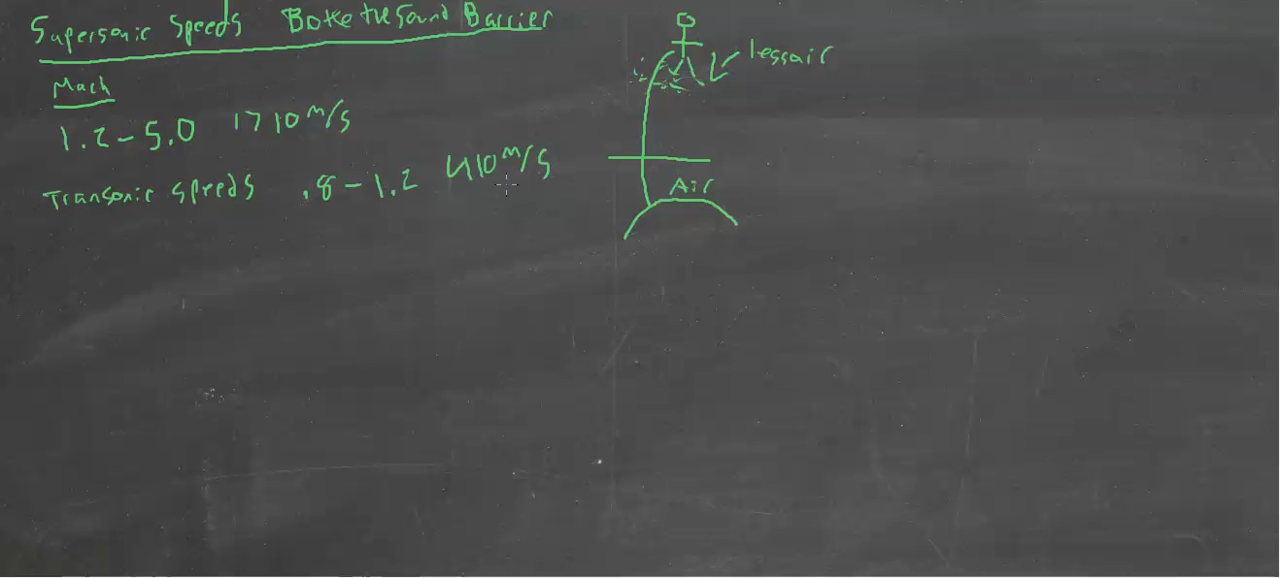 Supersonic Speeds Boke the Sound Barrier
Mach
1.2-5.0 1710 m/s
Transonic speeds .8-1.2 410 m/s
less air
Air